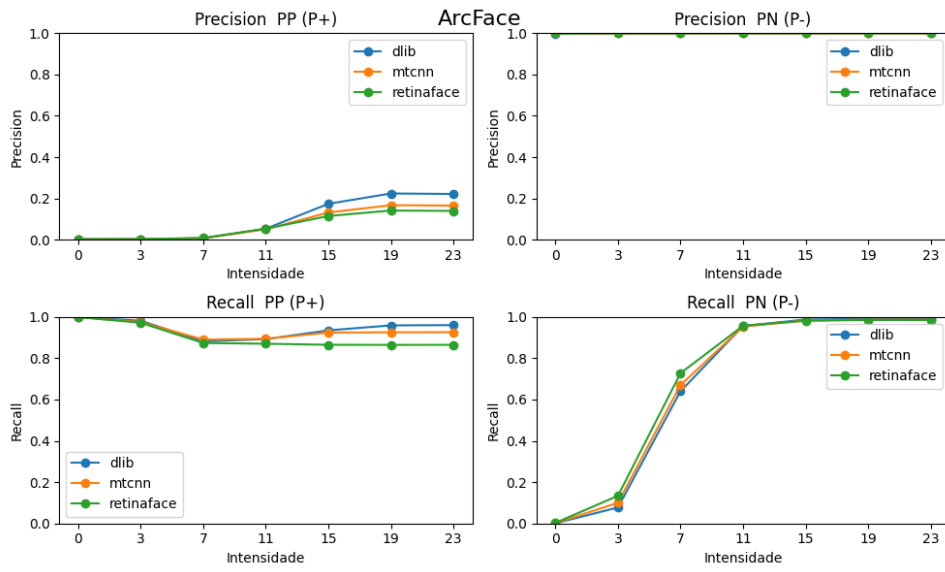 ArcFace
Precision  PP (P+)
1.0
0.8
0.6
0.4
0.2
0.0
Precision
dlib
mtcnn
retinaface
0 3 7 11 15 19 23
Intensidade
Precision  PN (P-)
1.0
0.8
0.6
0.4
0.2
0.0
Precision
dlib
mtcnn
retinaface
0 3 7 11 15 19 23
Intensidade
Recall  PP (P+)
1.0
0.8
0.6
0.4
0.2
0.0
Recall
dlib
mtcnn
retinaface
0 3 7 11 15 19 23
Intensidade
Recall  PN (P-)
1.0
0.8
0.6
0.4
0.2
0.0
Recall
dlib
mtcnn
retinaface
0 3 7 11 15 19 23
Intensidade